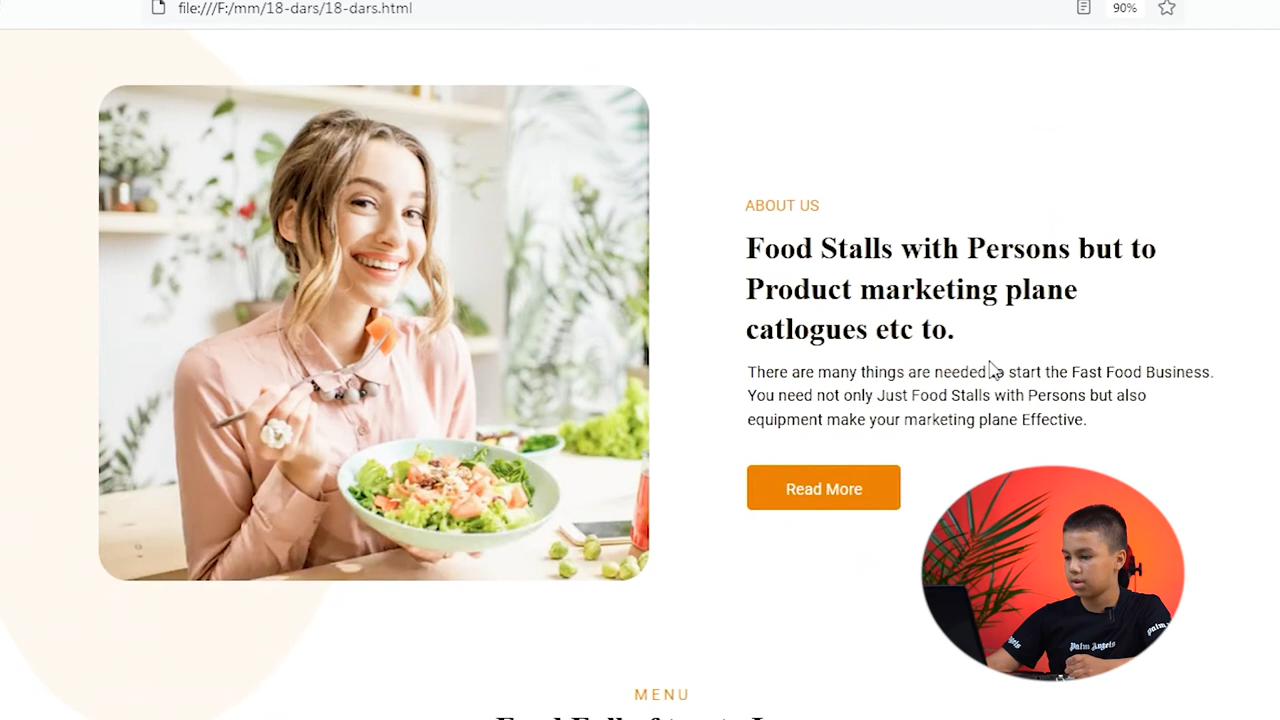 file:///F:/mm/18-dars/18-dars.html
90%
ABOUT US
Food Stalls with Persons but to
Product marketing plane
catlogues etc to.
There are many things are needed to start the Fast Food Business.
You need not only Just Food Stalls with Persons but also
equipment make your marketing plane Effective.
Read More
Palm Angels
MENU